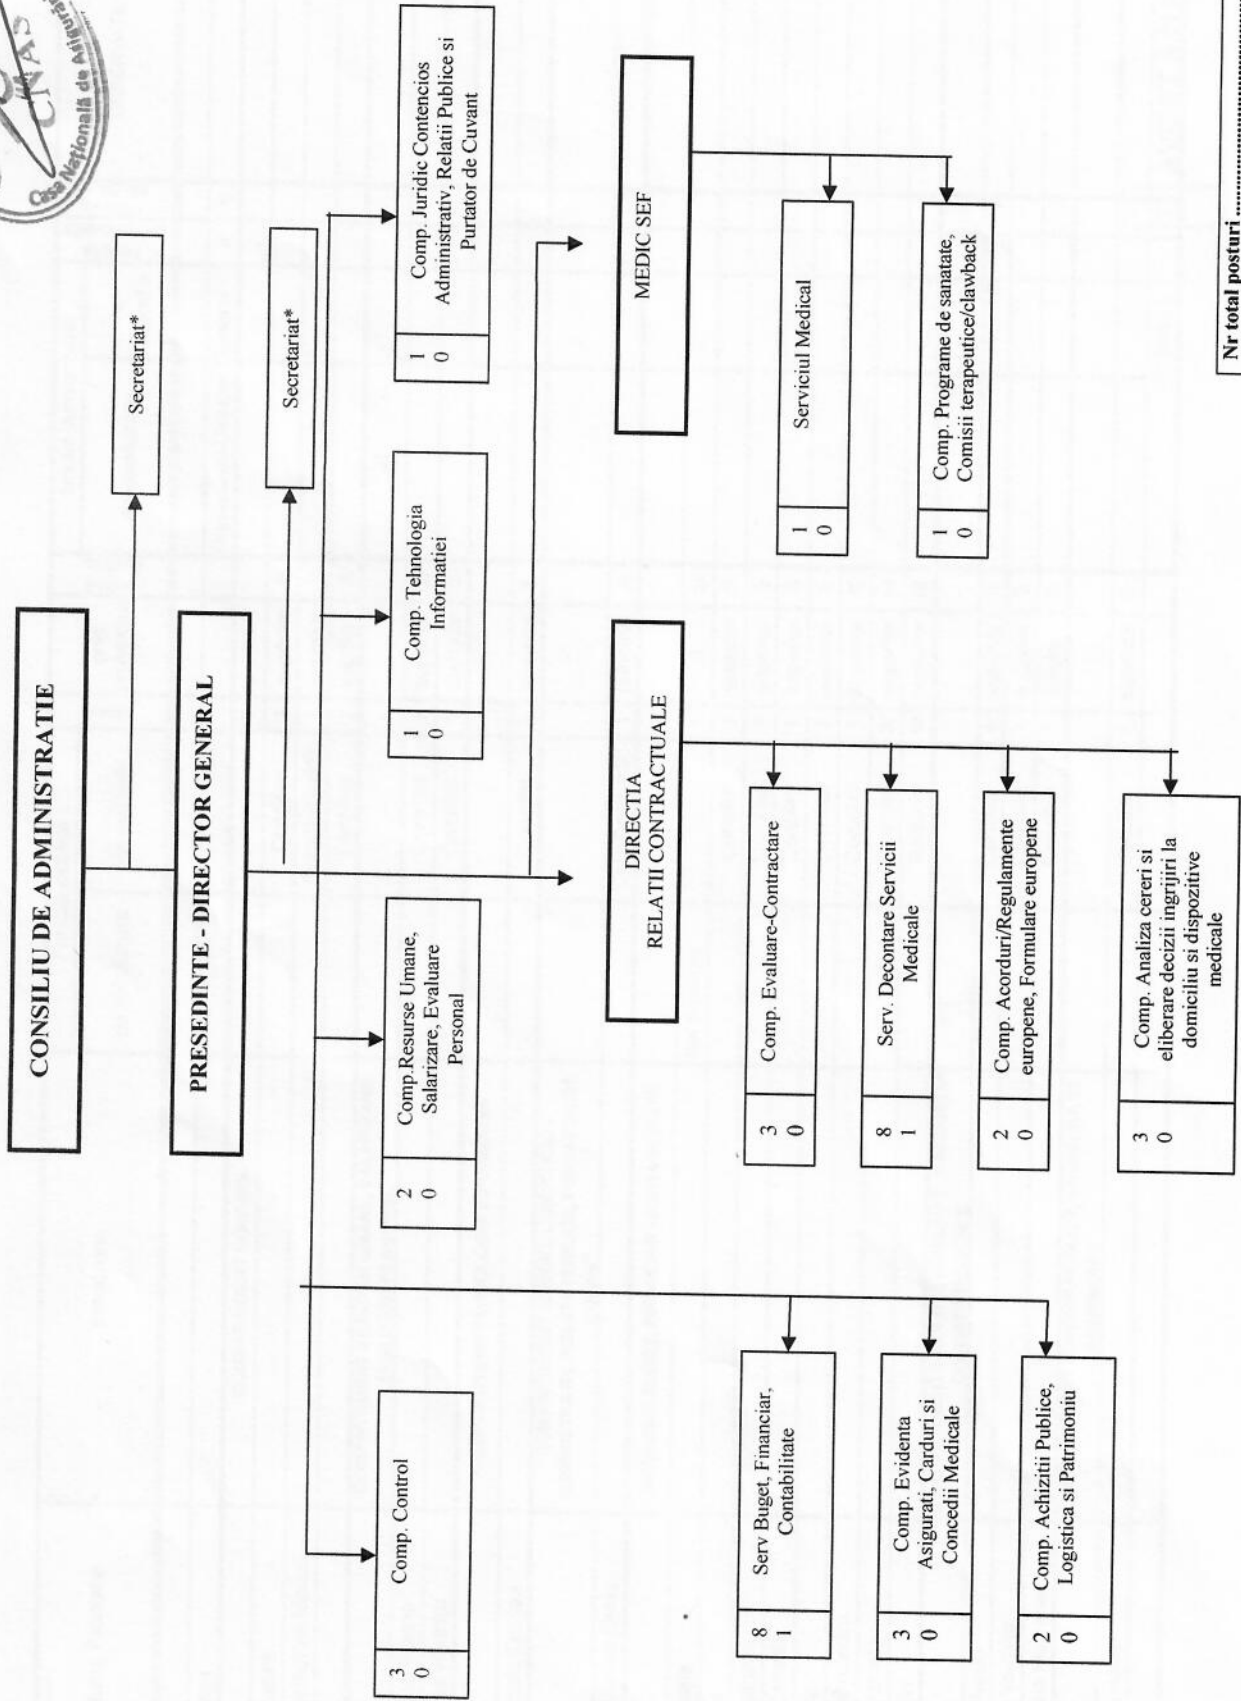 CNAS
Casa Națională de Asigurări
CONSILIU DE ADMINISTRATIE
Secretariat*
PRESEDINTE - DIRECTOR GENERAL
Secretariat*
3
0
Comp. Control
2
0
Comp.Resurse Umane,
Salarizare, Evaluare
Personal
1
0
Comp. Tehnologia
Informatiei
1
0
Comp. Juridic Contencios
Administrativ, Relatii Publice si
Purtator de Cuvant
DIRECTIA
RELATII CONTRACTUALE
MEDIC SEF
8
1
Serv Buget, Financiar,
Contabilitate
3
0
Comp. Evidenta
Asigurati, Carduri si
Concedii Medicale
2
0
Comp. Achizitii Publice,
Logistica si Patrimoniu
3
0
Comp. Evaluare-Contractare
8
1
Serv. Decontare Servicii
Medicale
2
0
Comp. Acorduri/Regulamente
europene, Formulare europene
3
0
Comp. Analiza cereri si
eliberare decizii ingrijiri la
domiciliu si dispozitive
medicale
1
0
Serviciul Medical
1
0
Comp. Programe de sanatate,
Comisii terapeutice/clawback
Nr total posturi